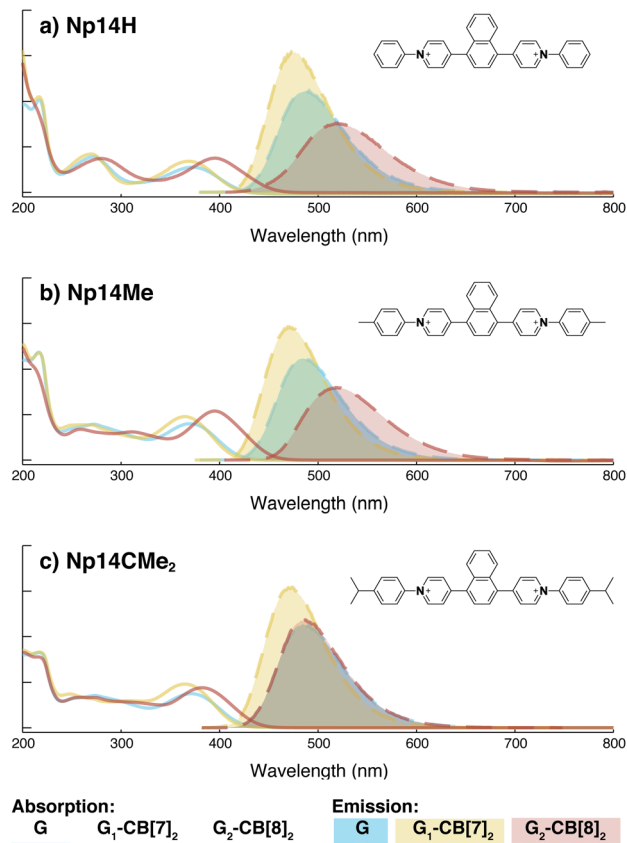 a) Np14H
N+
N+
200 300 400 500 600 700 800
Wavelength (nm)
b) Np14Me
N+
N+
200 300 400 500 600 700 800
Wavelength (nm)
c) Np14CMe₂
N+
N+
200 300 400 500 600 700 800
Wavelength (nm)
Absorption: Emission:
G G₁-CB[7]₂ G₂-CB[8]₂ G G₁-CB[7]₂ G₂-CB[8]₂